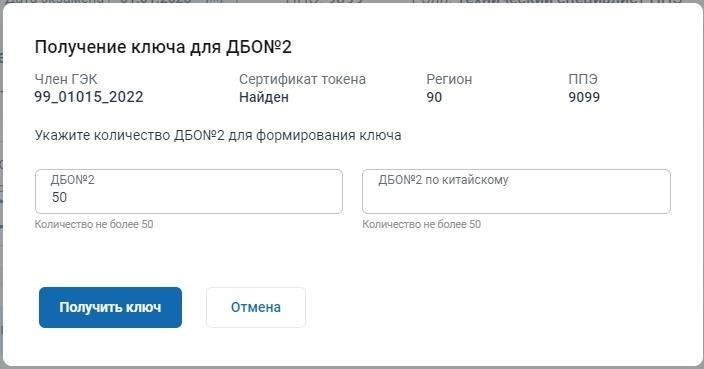 Получение ключа для ДБО№2
Член ГЭК Сертификат токена Регион ППЭ
99_01015_2022 Найден 90 9099
Укажите количество ДБО№2 для формирования ключа
ДБО№2 ДБО№2 по китайскому
50
Количество не более 50 Количество не более 50
Получить ключ Отмена